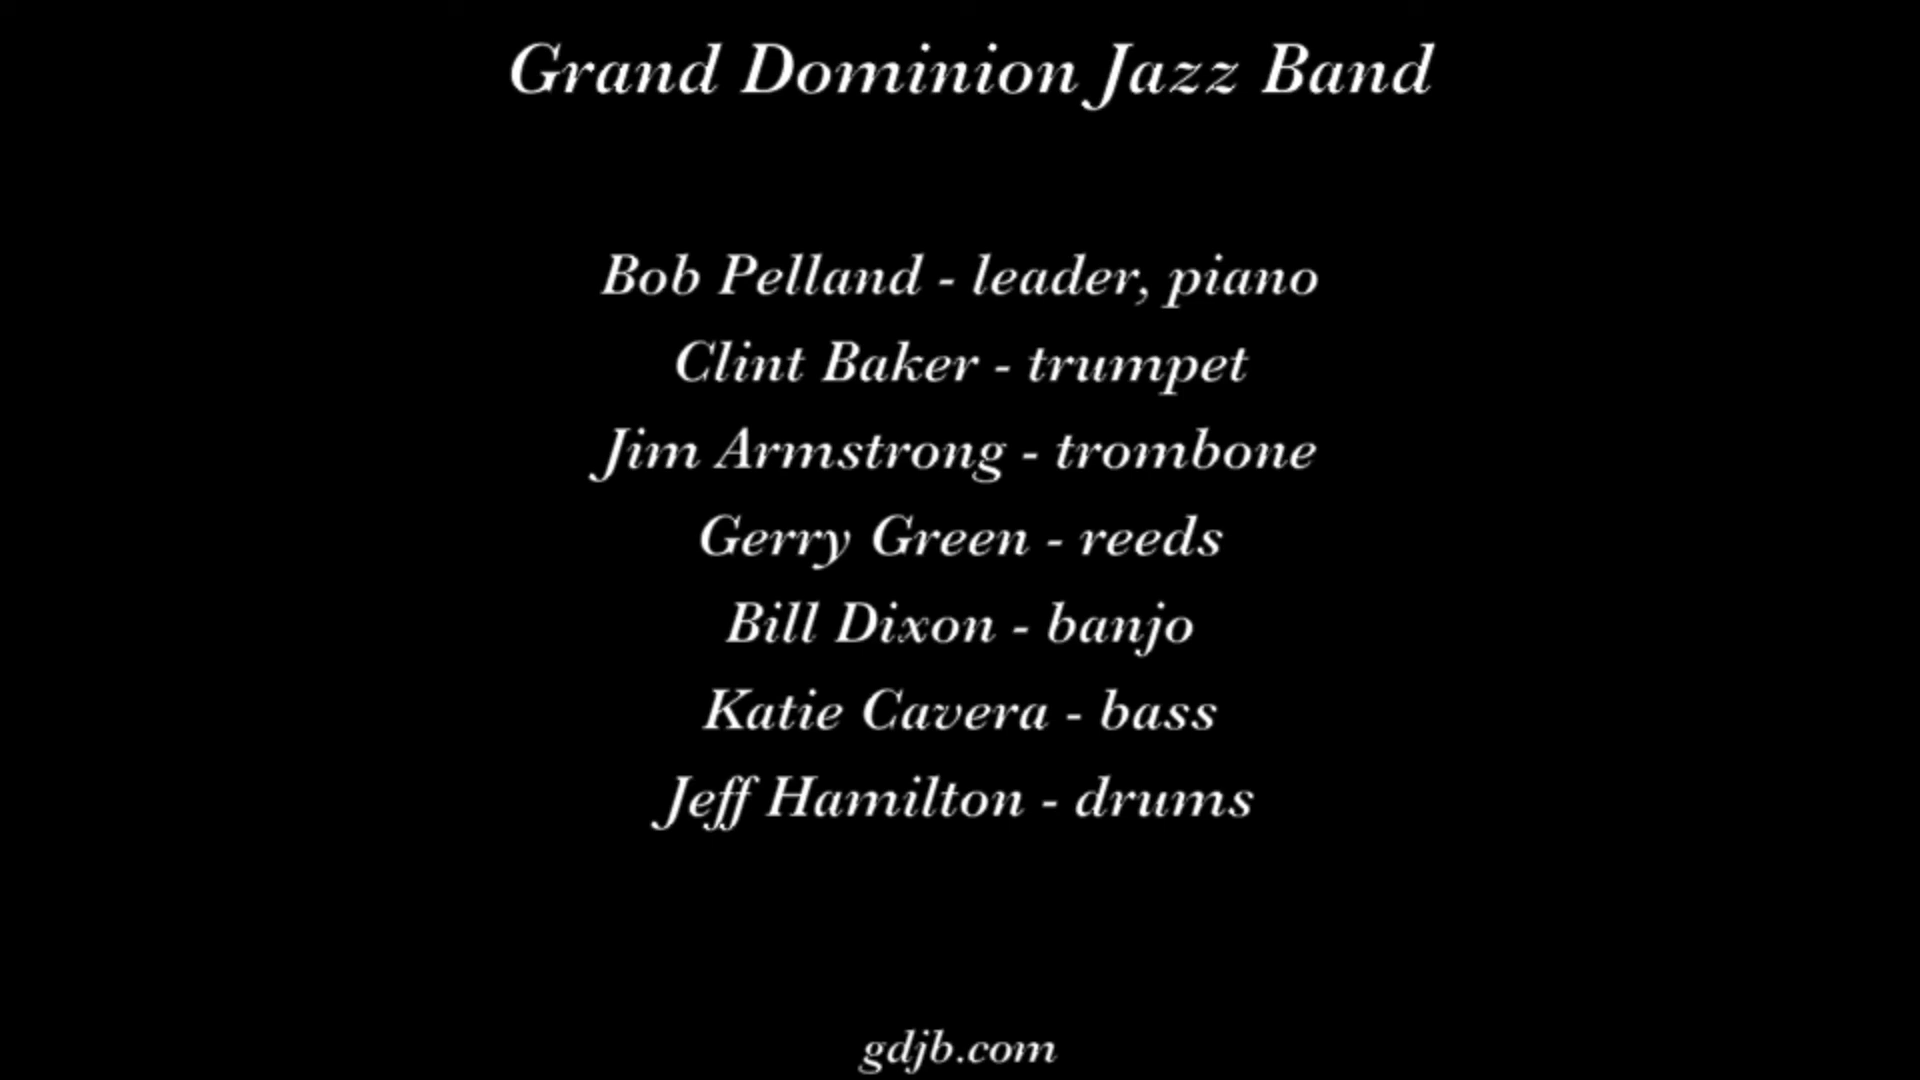 Grand Dominion Jazz Band
Bob Pelland - leader, piano
Clint Baker - trumpet
Jim Armstrong - trombone
Gerry Green - reeds
Bill Dixon - banjo
Katie Cavera - bass
Jeff Hamilton - drums
gdjb.com